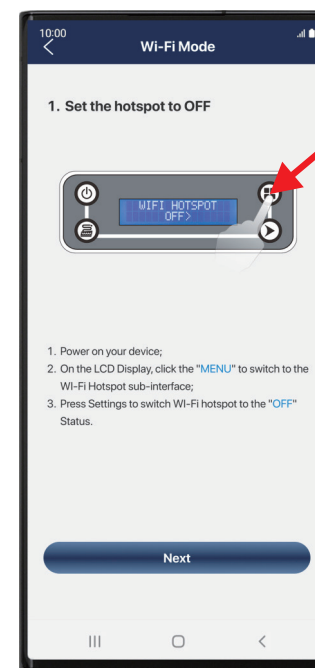 10:00
Wi-Fi Mode
1. Set the hotspot to OFF
WIFI HOTSPOT
OFF>
1. Power on your device;
2. On the LCD Display, click the "MENU" to switch to the
WI-Fi Hotspot sub-interface;
3. Press Settings to switch WI-Fi hotspot to the "OFF"
Status.
Next